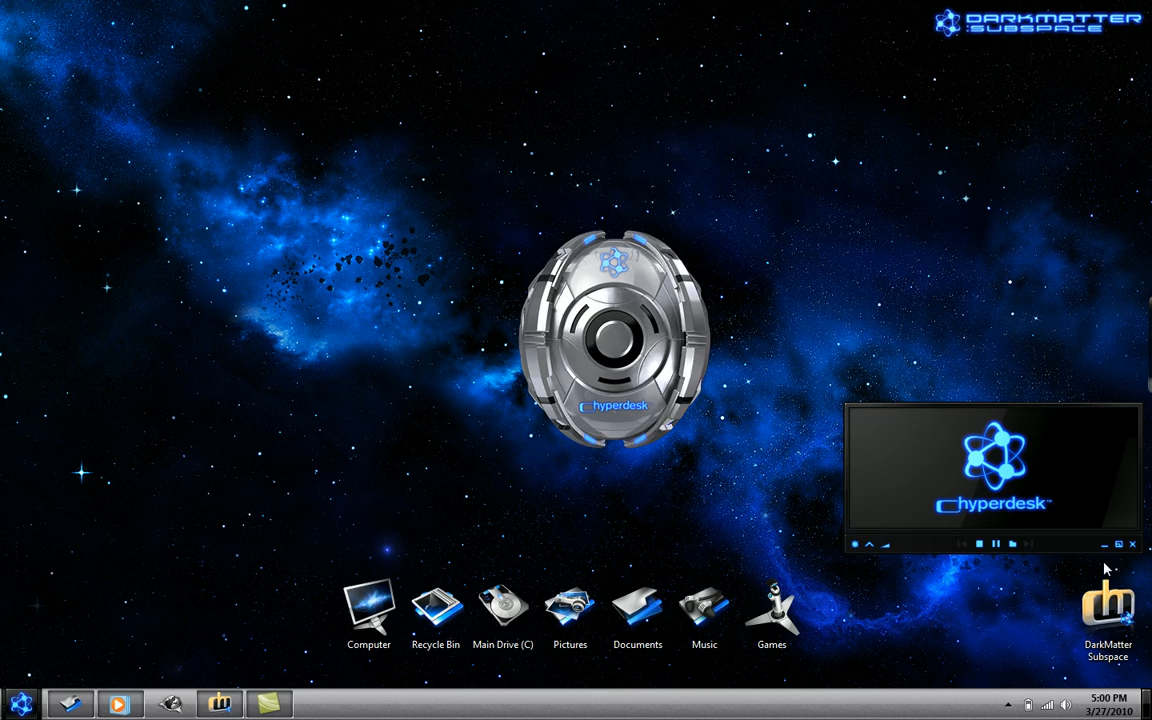 DARKMATTER
:SUBSPACE
hyperdesk
hyperdesk™
Computer
Recycle Bin
Main Drive (C)
Pictures
Documents
Music
Games
DarkMatter
Subspace
5:00 PM
3/27/2010